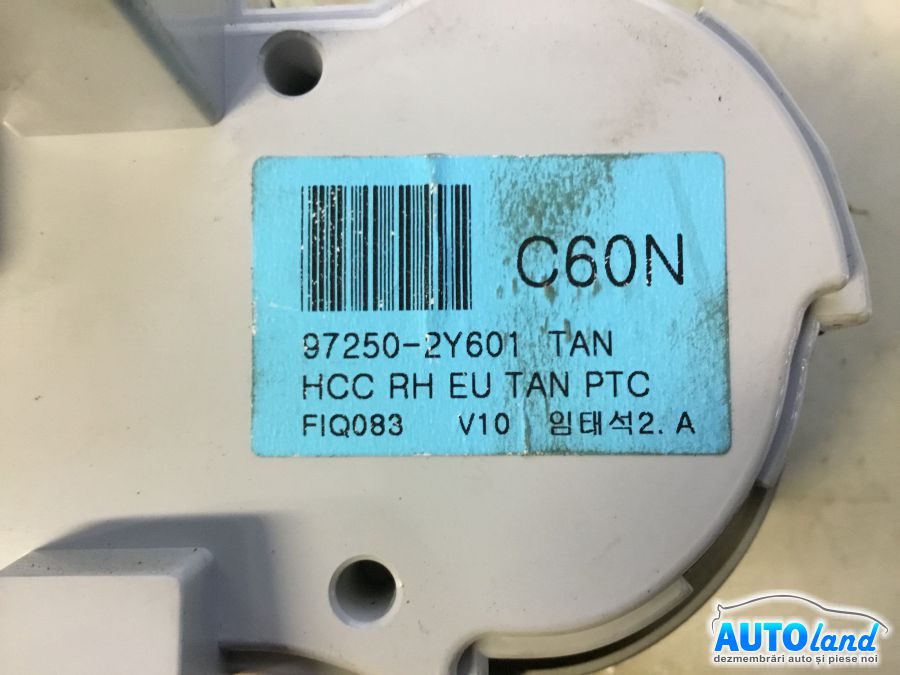 C60N
97250-2Y601 TAN
HCC RH EU TAN PTC
FIQ083 V10 임태석2. A
AUTOland
dezmembrări auto și piese noi